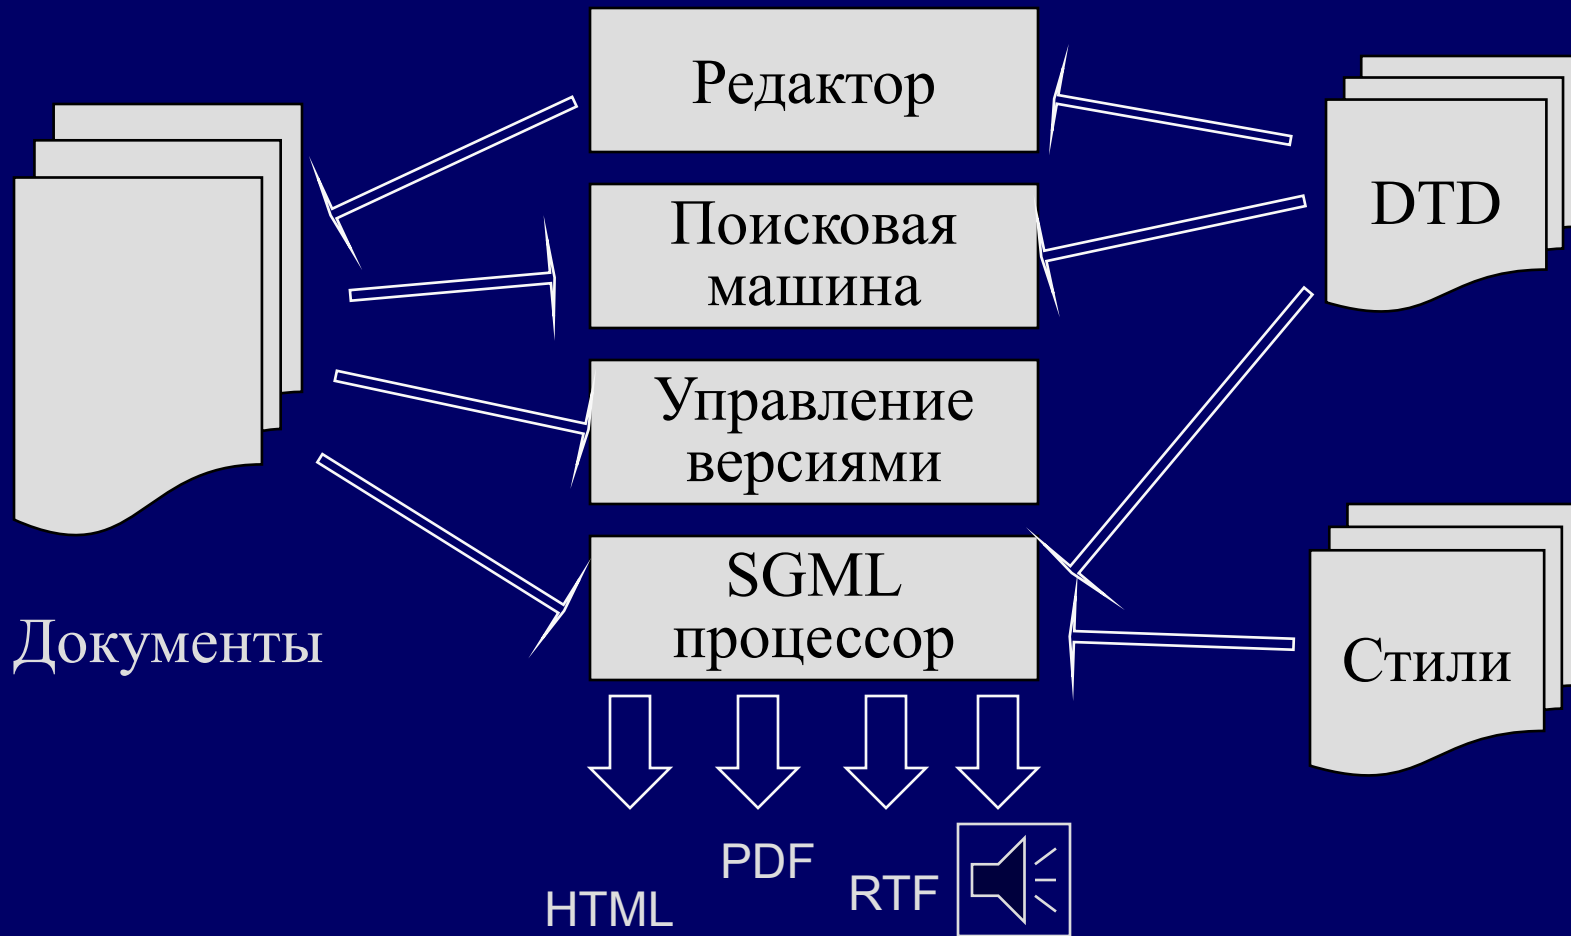 Редактор
DTD
Поисковая
машина
Управление
версиями
SGML
процессор
Документы
Стили
HTML
PDF
RTF